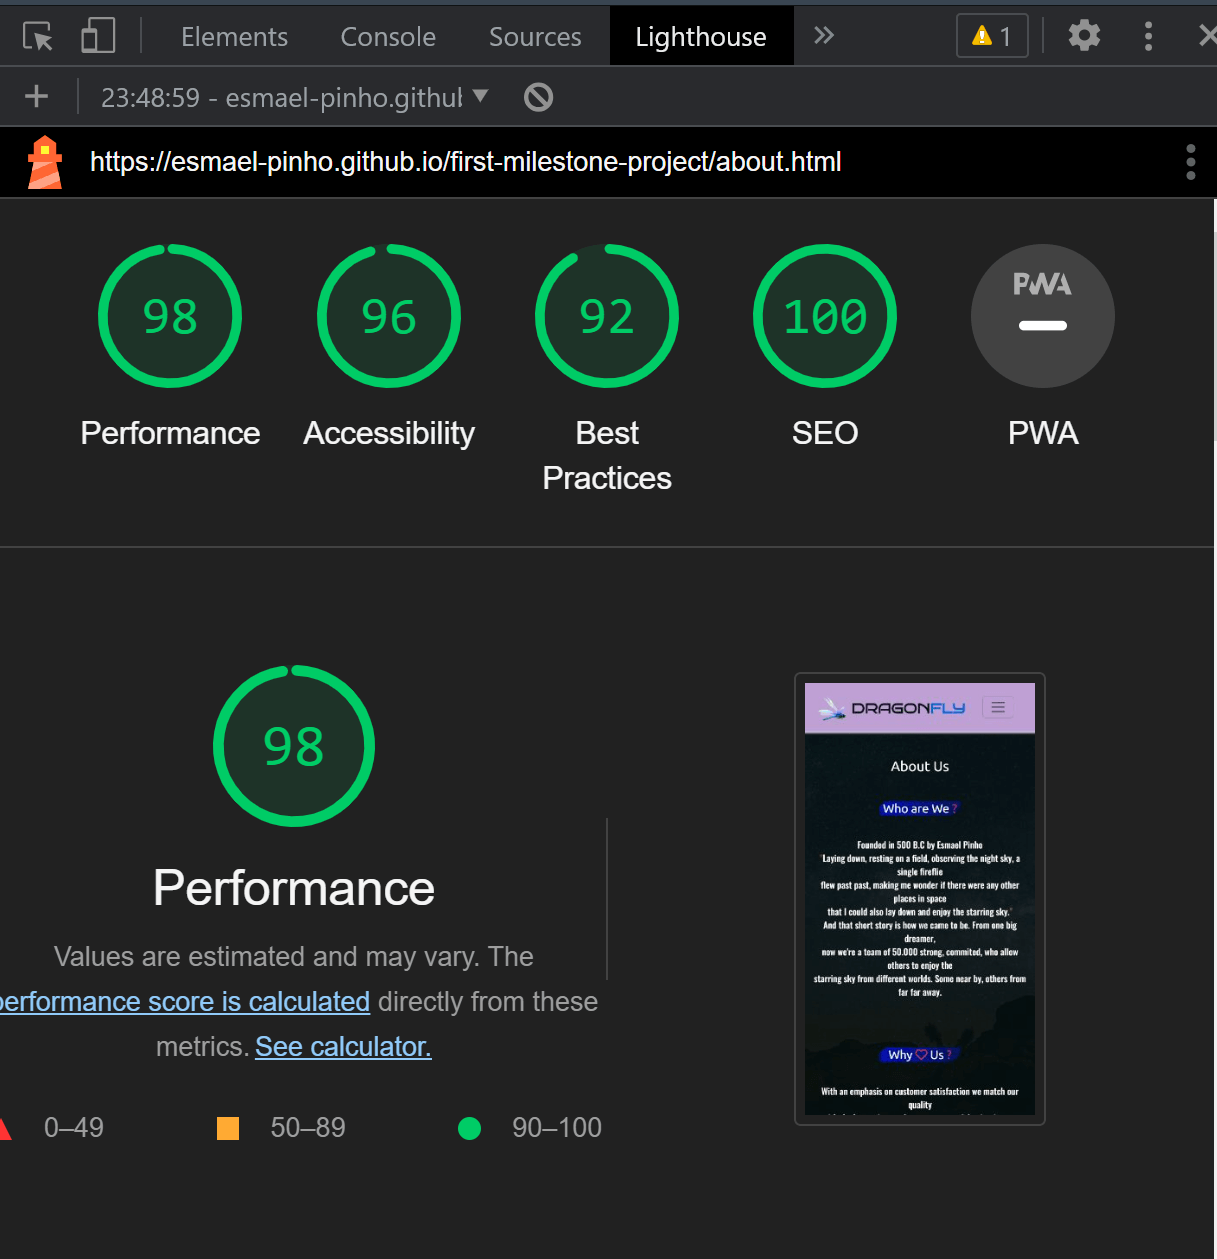 Elements Console Sources Lighthouse 1
23:48:59 - esmael-pinho.githul
https://esmael-pinho.github.io/first-milestone-project/about.html
98 96 92 100 PWA
Performance Accessibility Best Practices SEO PWA
98
Performance
Values are estimated and may vary. The
performance score is calculated directly from these
metrics. See calculator.
0–49 50–89 90–100
DRAGONFLY
About Us
Who are We ?
Founded in 500 B.C by Esmael Pinho
"Laying down, resting on a field, observing the night sky, a
single fireflie
flew past past, making me wonder if there were any other
places in space
that I could also lay down and enjoy the starring sky."
And that short story is how we came to be. From one big
dreamer,
now we're a team of 50.000 strong, commited, who allow
others to enjoy the
starring sky from different worlds. Some near by, others from
far far away.
Why Us ?
With an emphasis on customer satisfaction we match our
quality